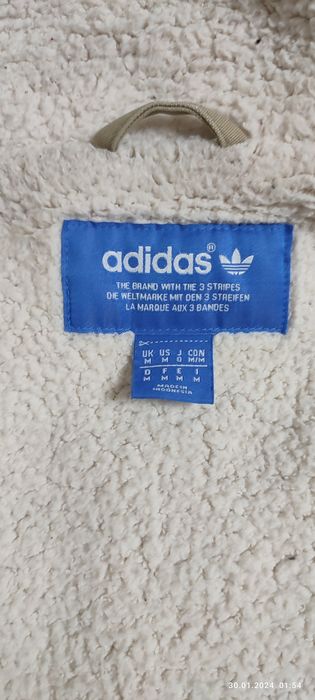 adidas®
THE BRAND WITH THE 3 STRIPES
DIE WELTMARKE MIT DEN 3 STREIFEN
LA MARQUE AUX 3 BANDES
UK US J CDN
M M O M/M
D F E I
M M M M
MADE IN
INDONESIA
30.01.2024 01:54